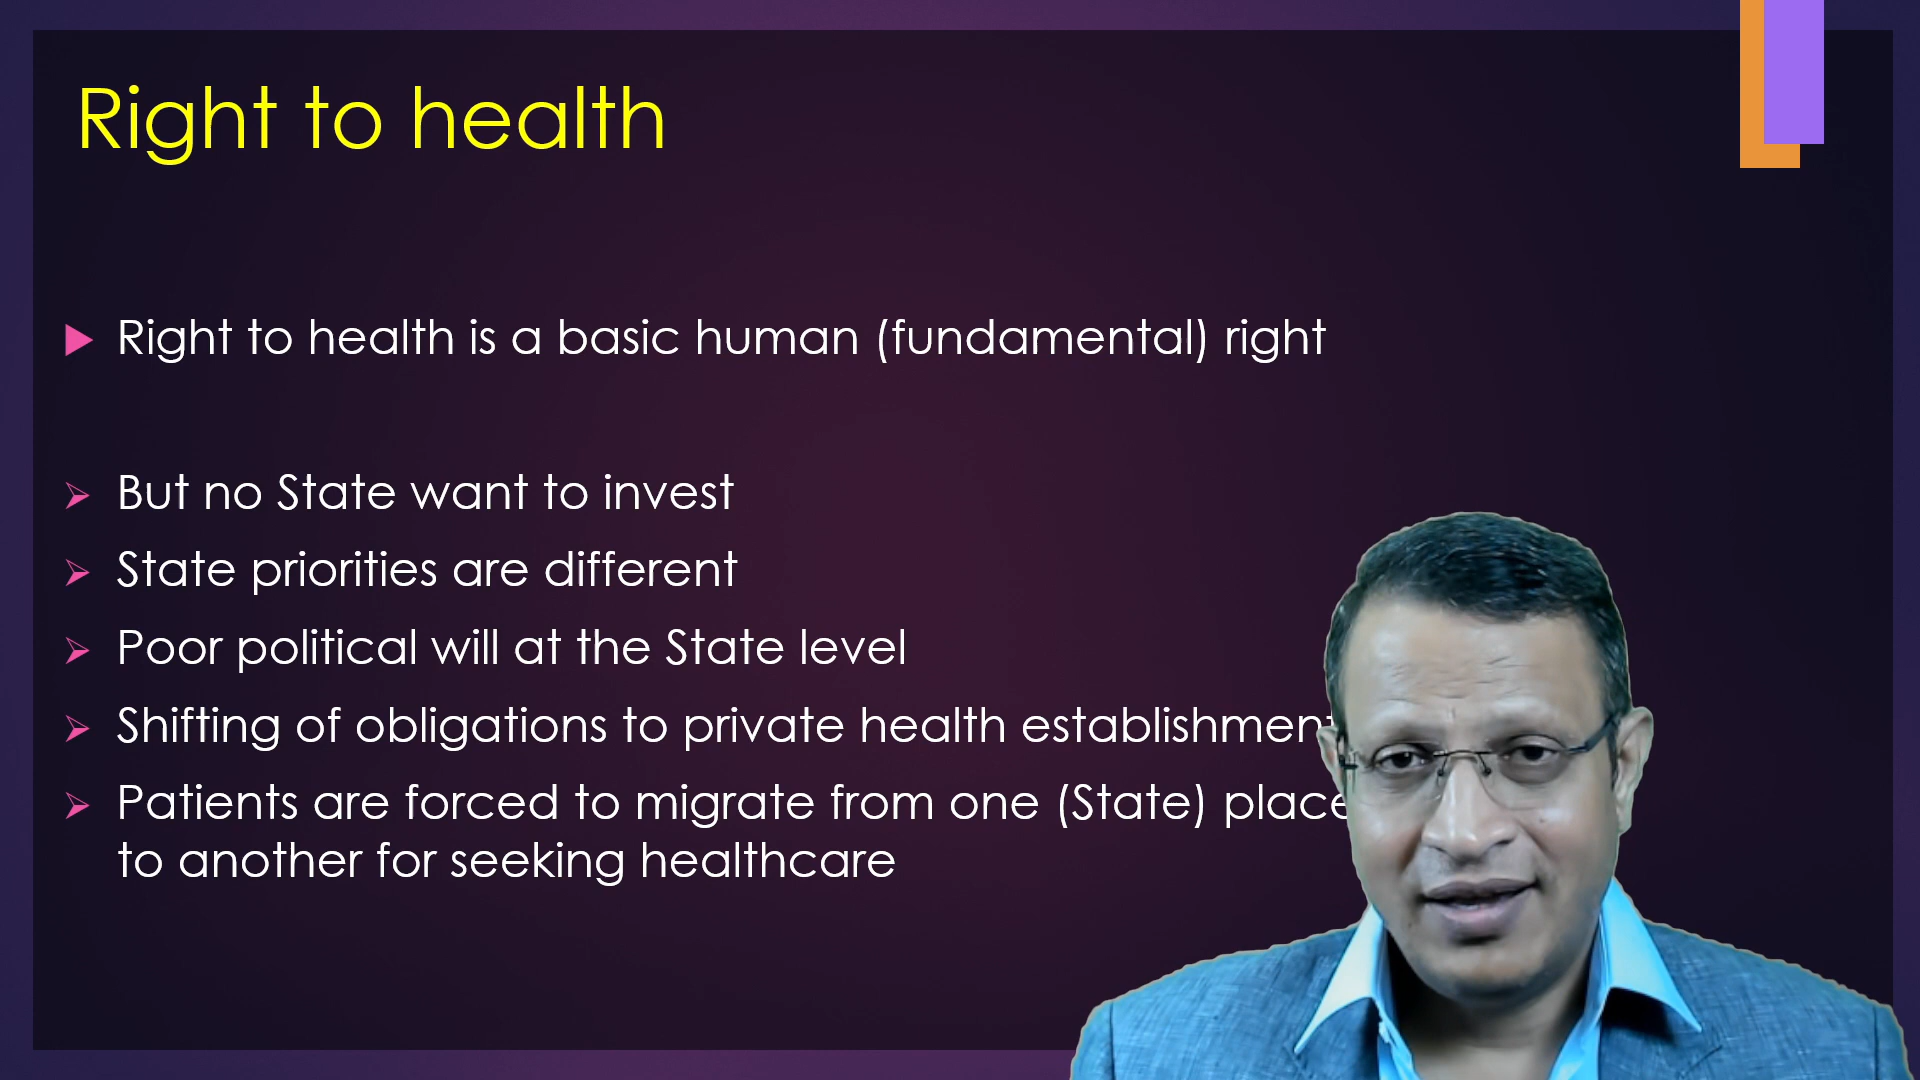 Right to health
Right to health is a basic human (fundamental) right
But no State want to invest
State priorities are different
Poor political will at the State level
Shifting of obligations to private health establishment
Patients are forced to migrate from one (State) place
to another for seeking healthcare